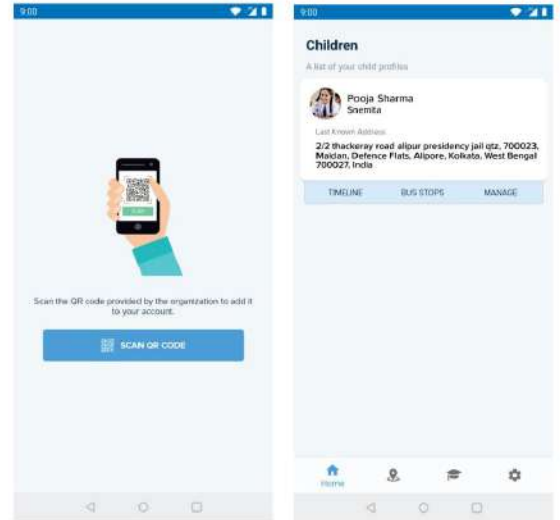 9:00
Scan the QR code provided by the organization to add it
to your account.
SCAN QR CODE
9:00
Children
A list of your child profiles
Pooja Sharma
Snemita
Last Known Address
2/2 thackeray road alipur presidency jail qtz, 700023,
Maidan, Defence Flats, Alipore, Kolkata, West Bengal
700027, India
TIMELINE BUS STOPS MANAGE
Home